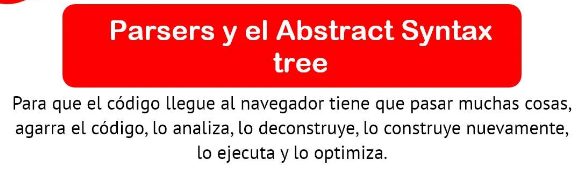 Parsers y el Abstract Syntax
tree
Para que el código llegue al navegador tiene que pasar muchas cosas,
agarra el código, lo analiza, lo deconstruye, lo construye nuevamente,
lo ejecuta y lo optimiza.